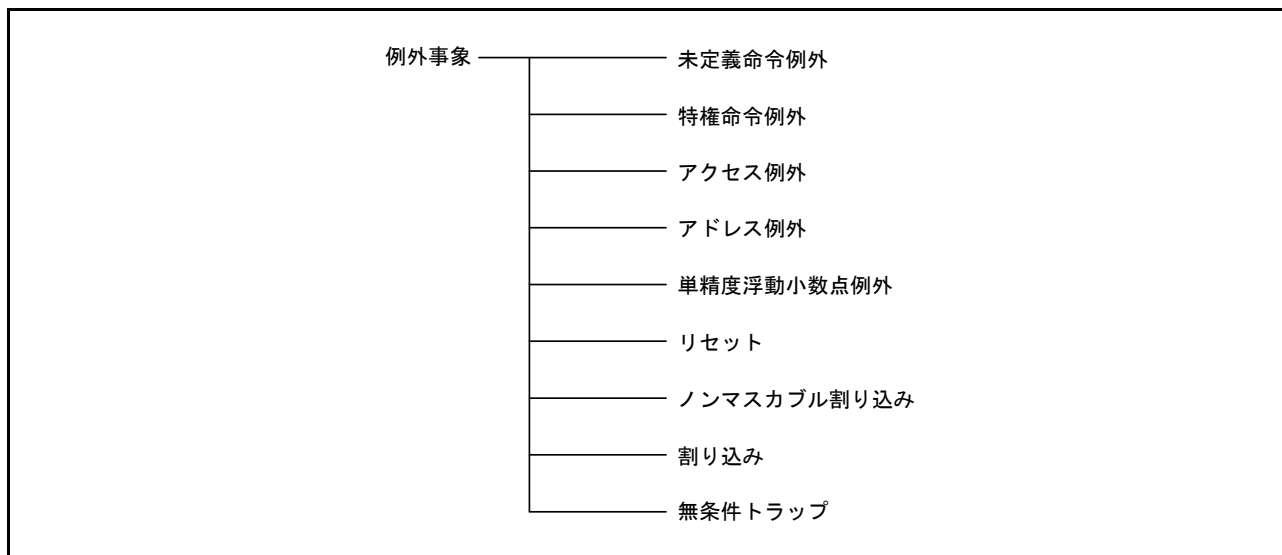 例外事象
未定義命令例外
特権命令例外
アクセス例外
アドレス例外
単精度浮動小数点例外
リセット
ノンマスカブル割り込み
割り込み
無条件トラップ